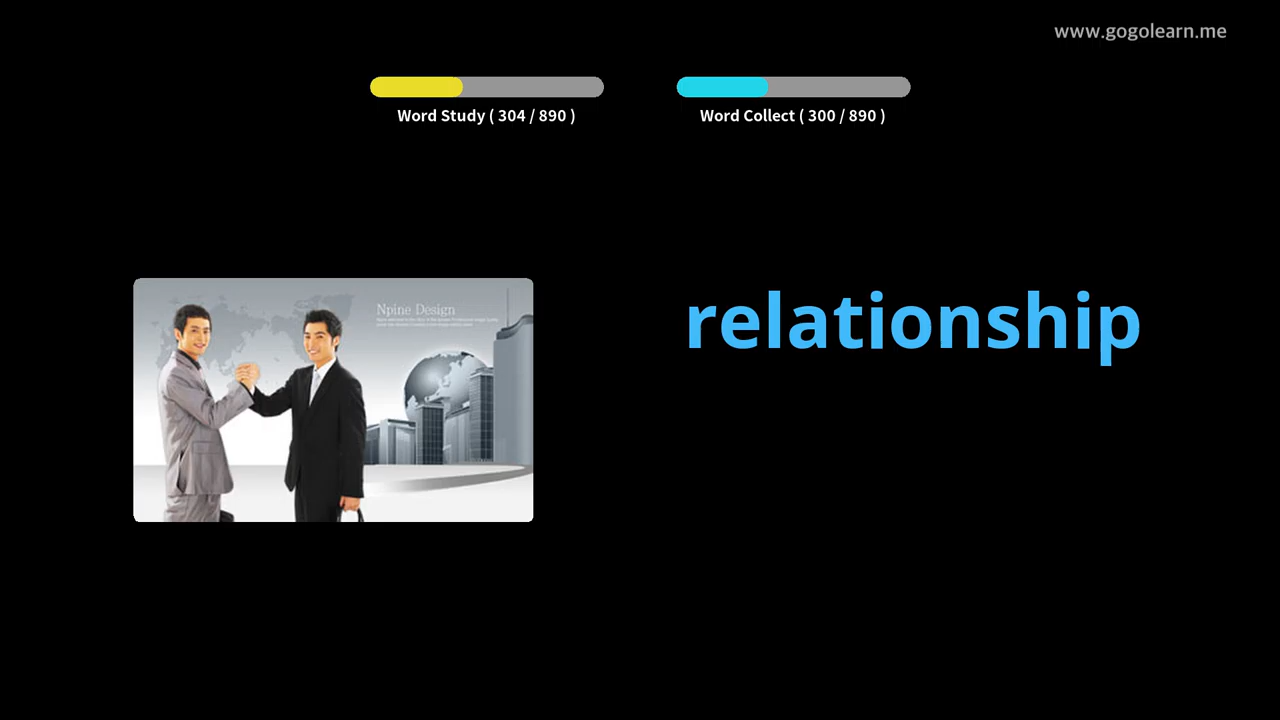 www.gogolearn.me
Word Study ( 304 / 890 )
Word Collect ( 300 / 890 )
Npine Design
relationship